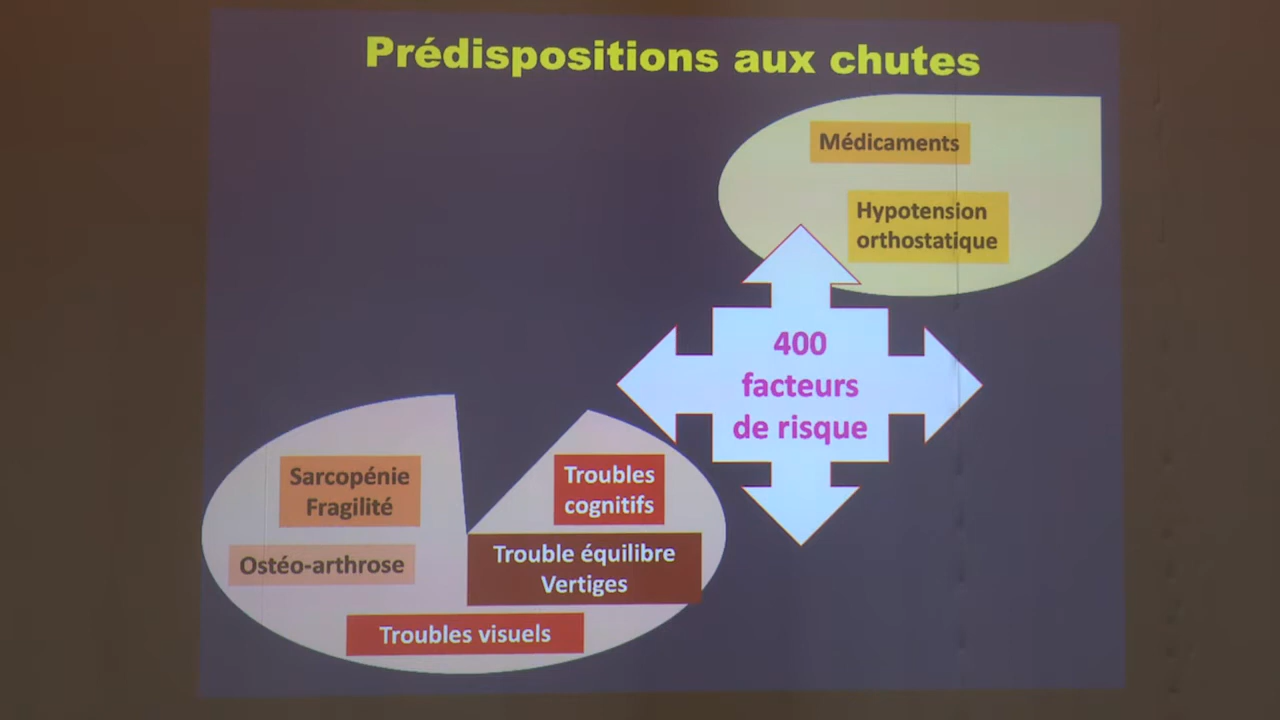 Prédispositions aux chutes
Médicaments
Hypotension
orthostatique
400
facteurs
de risque
Sarcopénie
Fragilité
Troubles
cognitifs
Ostéo-arthrose
Trouble équilibre
Vertiges
Troubles visuels